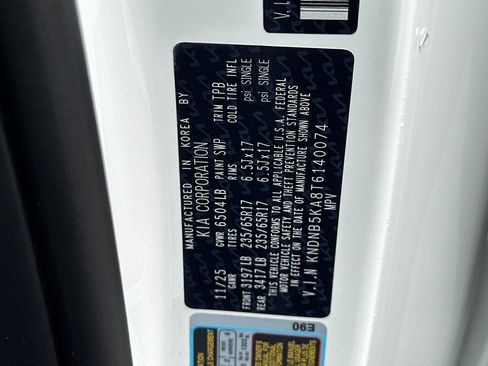 MANUFACTURED IN KOREA BY
KIA CORPORATION
11/25 GVWR 6504LB PAINT SWP TRIM TPB
GAWR TIRES RIMS COLD TIRE INFL
FRONT 3197LB 235/65R17 6.5Jx17 psi SINGLE
REAR 3417LB 235/65R17 6.5Jx17 psi SINGLE
THIS VEHICLE CONFORMS TO ALL APPLICABLE U.S.A. FEDERAL
MOTOR VEHICLE SAFETY AND THEFT PREVENTION STANDARDS
IN EFFECT ON THE DATE OF MANUFACTURE SHOWN ABOVE
V.I.N KNDNB5KA8T6140074
MPV
E90
V.I.